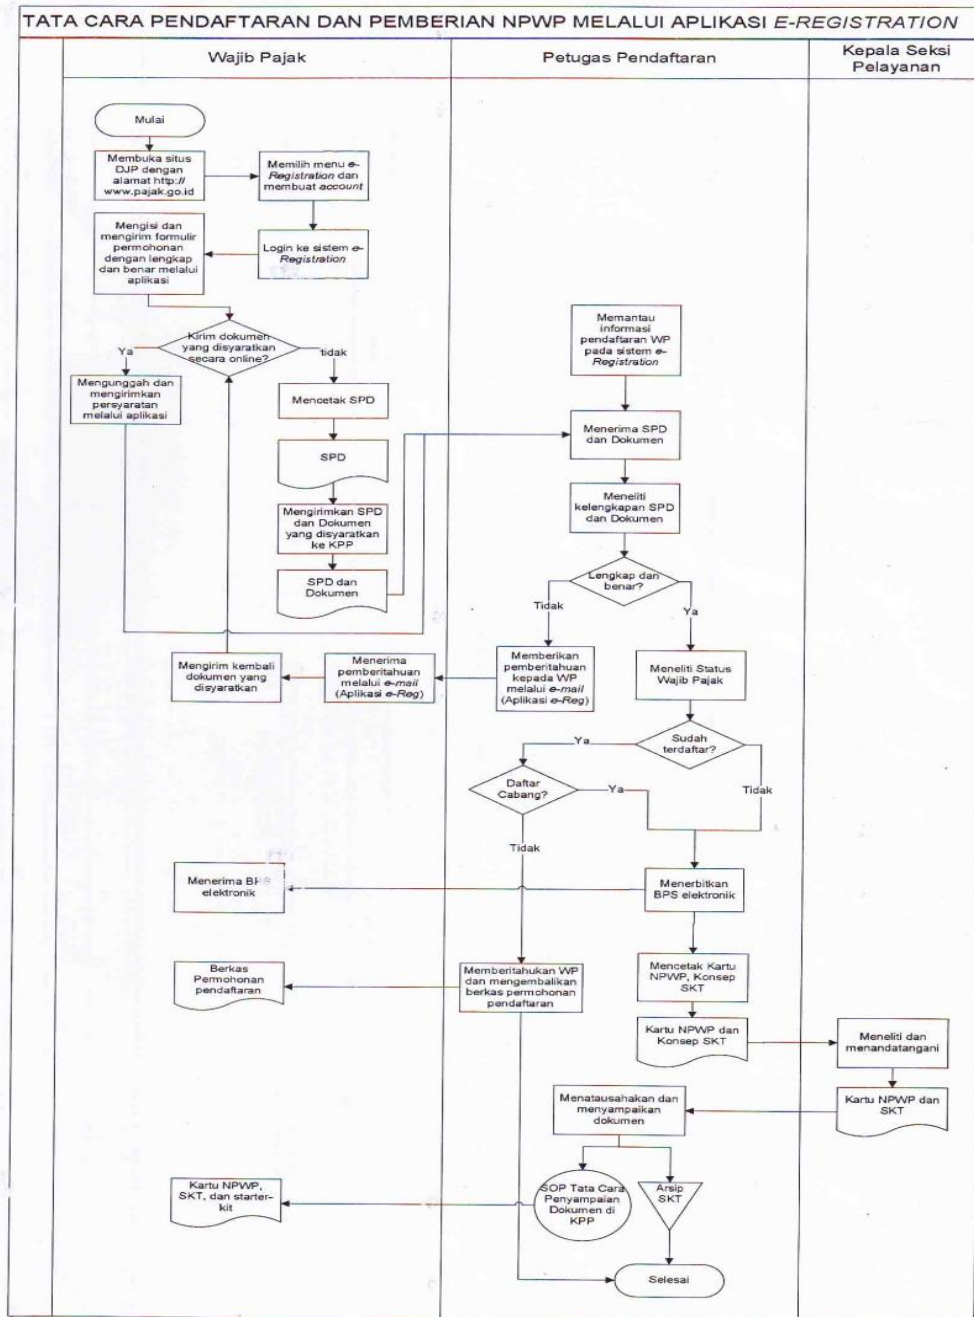 TATA CARA PENDAFTARAN DAN PEMBERIAN NPWP MELALUI APLIKASI E-REGISTRATION
Wajib Pajak
Petugas Pendaftaran
Kepala Seksi
Pelayanan
Mulai
Membuka situs
DJP dengan
alamat http://
www.pajak.go.id
Memilih menu e-
Registration dan
membuat account
Mengisi dan
mengirim formulir
permohonan
dengan lengkap
dan benar melalui
aplikasi
Login ke sistem e-
Registration
Kirim dokumen
yang disyaratkan
secara online?
Ya
tidak
Memantau
informasi
pendaftaran WP
pada sistem e-
Registration
Mengunggah dan
mengirimkan
persyaratan
melalui aplikasi
Mencetak SPD
Menerima SPD
dan Dokumen
SPD
Meneliti
kelengkapan SPD
dan Dokumen
Mengirimkan SPD
dan Dokumen
yang disyaratkan
ke KPP
SPD dan
Dokumen
Lengkap dan
benar?
Tidak
Ya
Mengirim kembali
dokumen yang
disyaratkan
Menerima
pemberitahuan
melalui e-mail
(Aplikasi e-Reg)
Memberikan
pemberitahuan
kepada WP
melalui e-mail
(Aplikasi e-Reg)
Meneliti Status
Wajib Pajak
Ya
Sudah
terdaftar?
Daftar
Cabang?
Ya
Tidak
Tidak
Menerima BPS
elektronik
Menerbitkan
BPS elektronik
Berkas
Permohonan
pendaftaran
Memberitahukan WP
dan mengembalikan
berkas permohonan
pendaftaran
Mencetak Kartu
NPWP, Konsep
SKT
Kartu NPWP dan
Konsep SKT
Meneliti dan
menandatangani
Menatausahakan dan
menyampaikan
dokumen
Kartu NPWP dan
SKT
Kartu NPWP,
SKT, dan starter-
kit
SOP Tata Cara
Penyampaian
Dokumen di
KPP
Arsip
SKT
Selesai